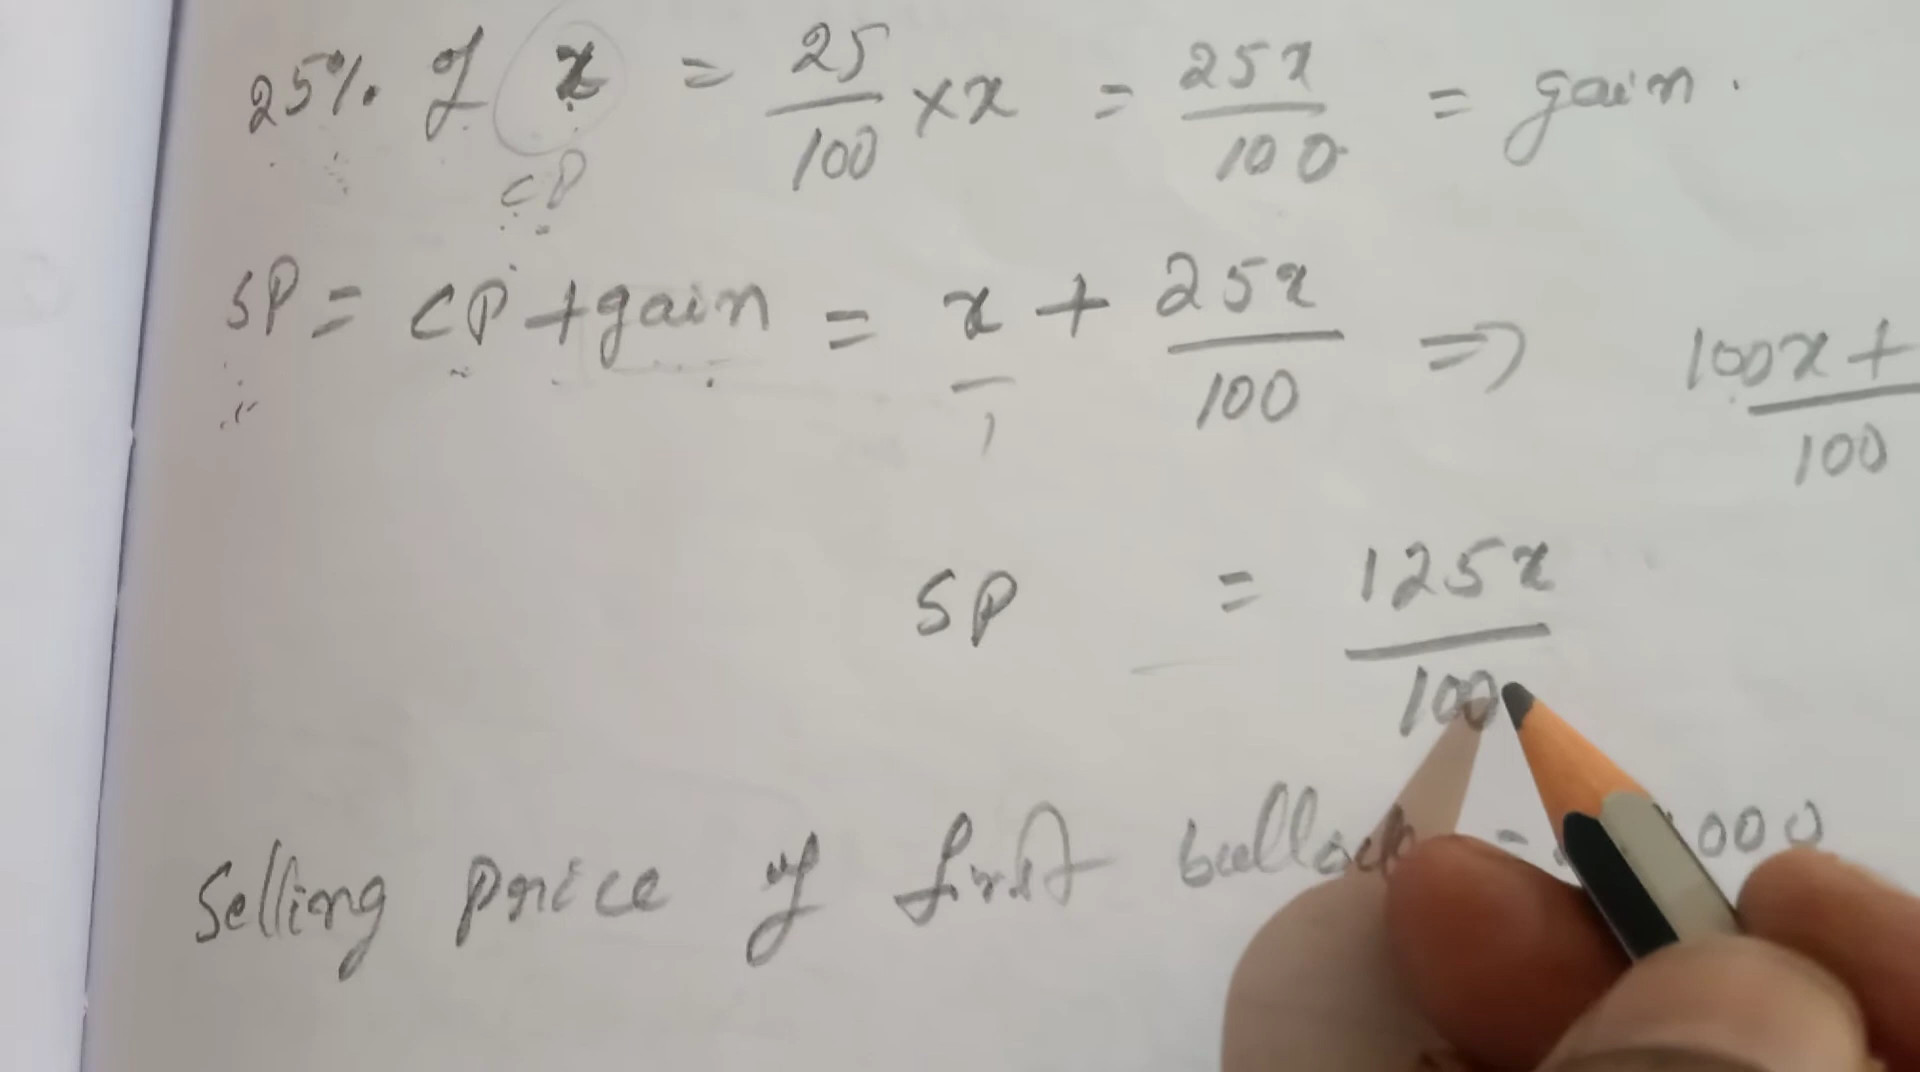 25% of x = 25/100 × x = 25x/100 = gain.
CP
SP = CP + gain = x/1 + 25x/100 ⇒ 100x+/100
SP = 125x/100
Selling price of first bullock = 000